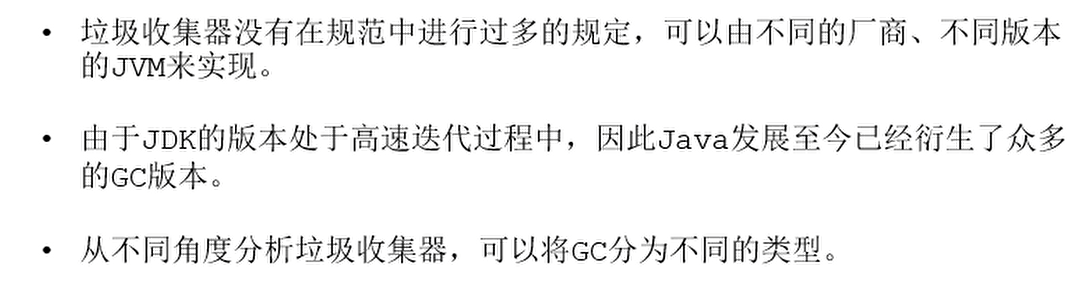 • 垃圾收集器没有在规范中进行过多的规定，可以由不同的厂商、不同版本
的JVM来实现。
• 由于JDK的版本处于高速迭代过程中，因此Java发展至今已经衍生了众多
的GC版本。
• 从不同角度分析垃圾收集器，可以将GC分为不同的类型。